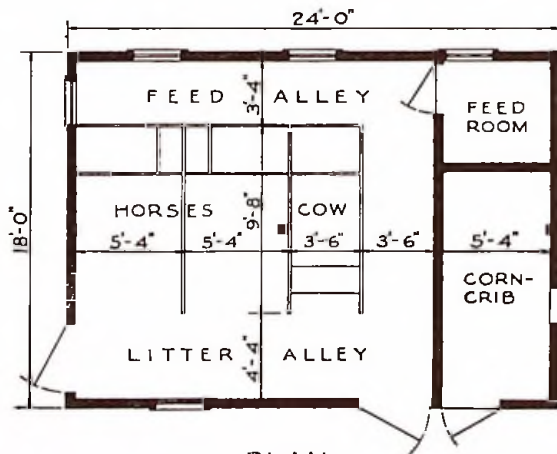 24'-0"
FEED ALLEY
3'-4"
FEED
ROOM
18'-0"
HORSES
9'-8"
COW
5'-4"
5'-4"
3'-6"
3'-6"
5'-4"
CORN-
CRIB
LITTER ALLEY
4'-4"